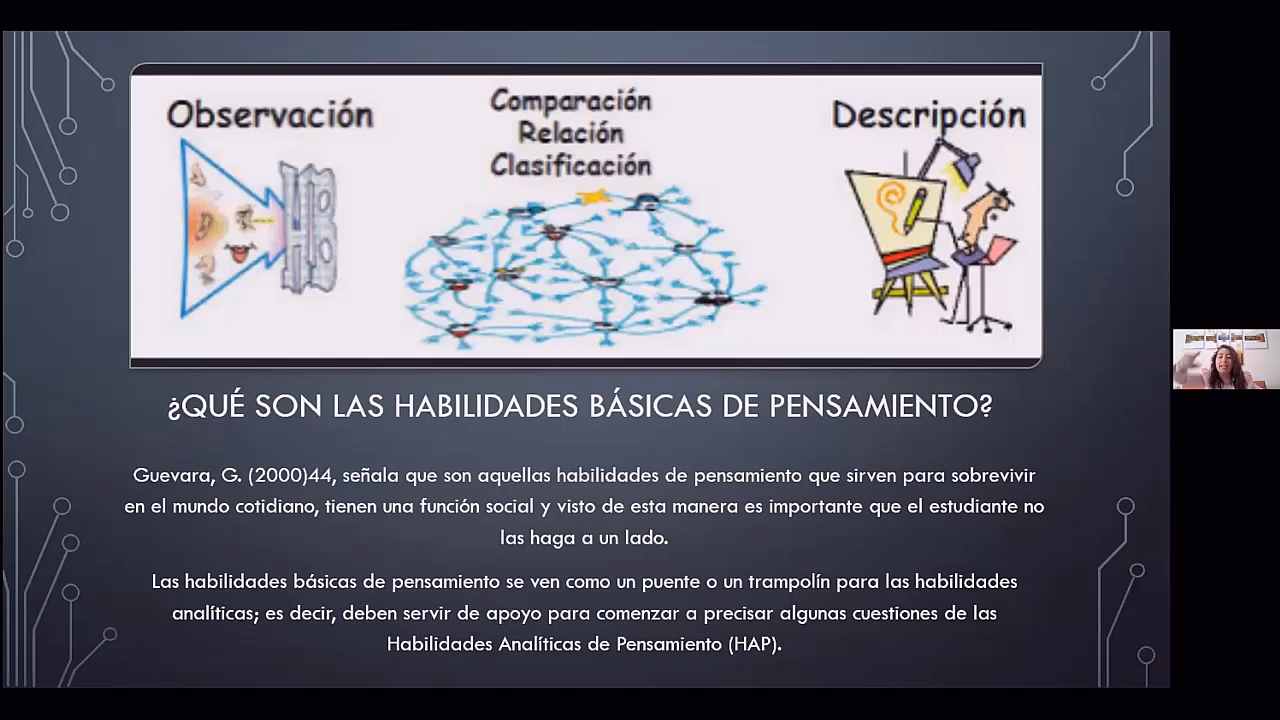 Observación
Comparación
Relación
Clasificación
Descripción
¿QUÉ SON LAS HABILIDADES BÁSICAS DE PENSAMIENTO?
Guevara, G. (2000)44, señala que son aquellas habilidades de pensamiento que sirven para sobrevivir
en el mundo cotidiano, tienen una función social y visto de esta manera es importante que el estudiante no
las haga a un lado.
Las habilidades básicas de pensamiento se ven como un puente o un trampolín para las habilidades
analíticas; es decir, deben servir de apoyo para comenzar a precisar algunas cuestiones de las
Habilidades Analíticas de Pensamiento (HAP).